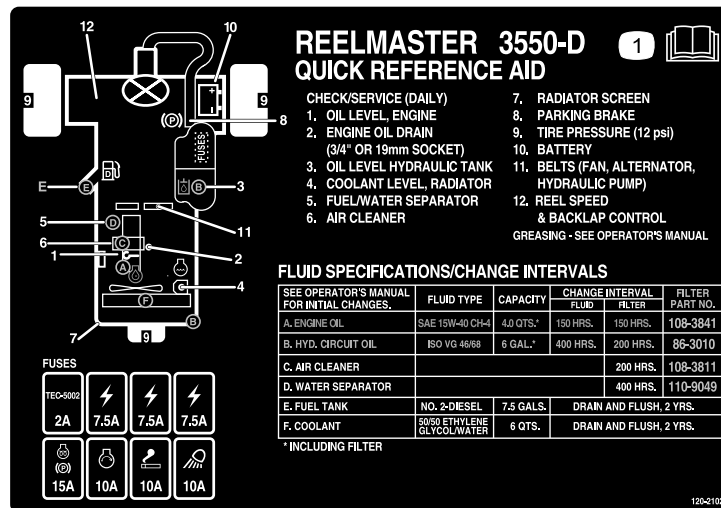 REELMASTER 3550-D 1
QUICK REFERENCE AID
CHECK/SERVICE (DAILY)
1. OIL LEVEL, ENGINE
2. ENGINE OIL DRAIN
(3/4" OR 19mm SOCKET)
3. OIL LEVEL HYDRAULIC TANK
4. COOLANT LEVEL, RADIATOR
5. FUEL/WATER SEPARATOR
6. AIR CLEANER
7. RADIATOR SCREEN
8. PARKING BRAKE
9. TIRE PRESSURE (12 psi)
10. BATTERY
11. BELTS (FAN, ALTERNATOR,
HYDRAULIC PUMP)
12. REEL SPEED
& BACKLAP CONTROL
GREASING - SEE OPERATOR'S MANUAL
12
10
9
9
(P)
8
FUSES
D
E E
B
3
5 D
11
6 C
2
1
A
4
F
B
7
9
FLUID SPECIFICATIONS/CHANGE INTERVALS
SEE OPERATOR'S MANUAL FOR INITIAL CHANGES. FLUID TYPE CAPACITY CHANGE INTERVAL FLUID FILTER FILTER PART NO.
A. ENGINE OIL SAE 15W-40 CH-4 4.0 QTS.* 150 HRS. 150 HRS. 108-3841
B. HYD. CIRCUIT OIL ISO VG 46/68 6 GAL.* 400 HRS. 200 HRS. 86-3010
C. AIR CLEANER 200 HRS. 108-3811
D. WATER SEPARATOR 400 HRS. 110-9049
E. FUEL TANK NO. 2-DIESEL 7.5 GALS. DRAIN AND FLUSH, 2 YRS.
F. COOLANT 50/50 ETHYLENE GLYCOL/WATER 6 QTS. DRAIN AND FLUSH, 2 YRS.
* INCLUDING FILTER
FUSES
TEC-5002
2A 7.5A 7.5A 7.5A
(P)
15A 10A 10A 10A
120-2102